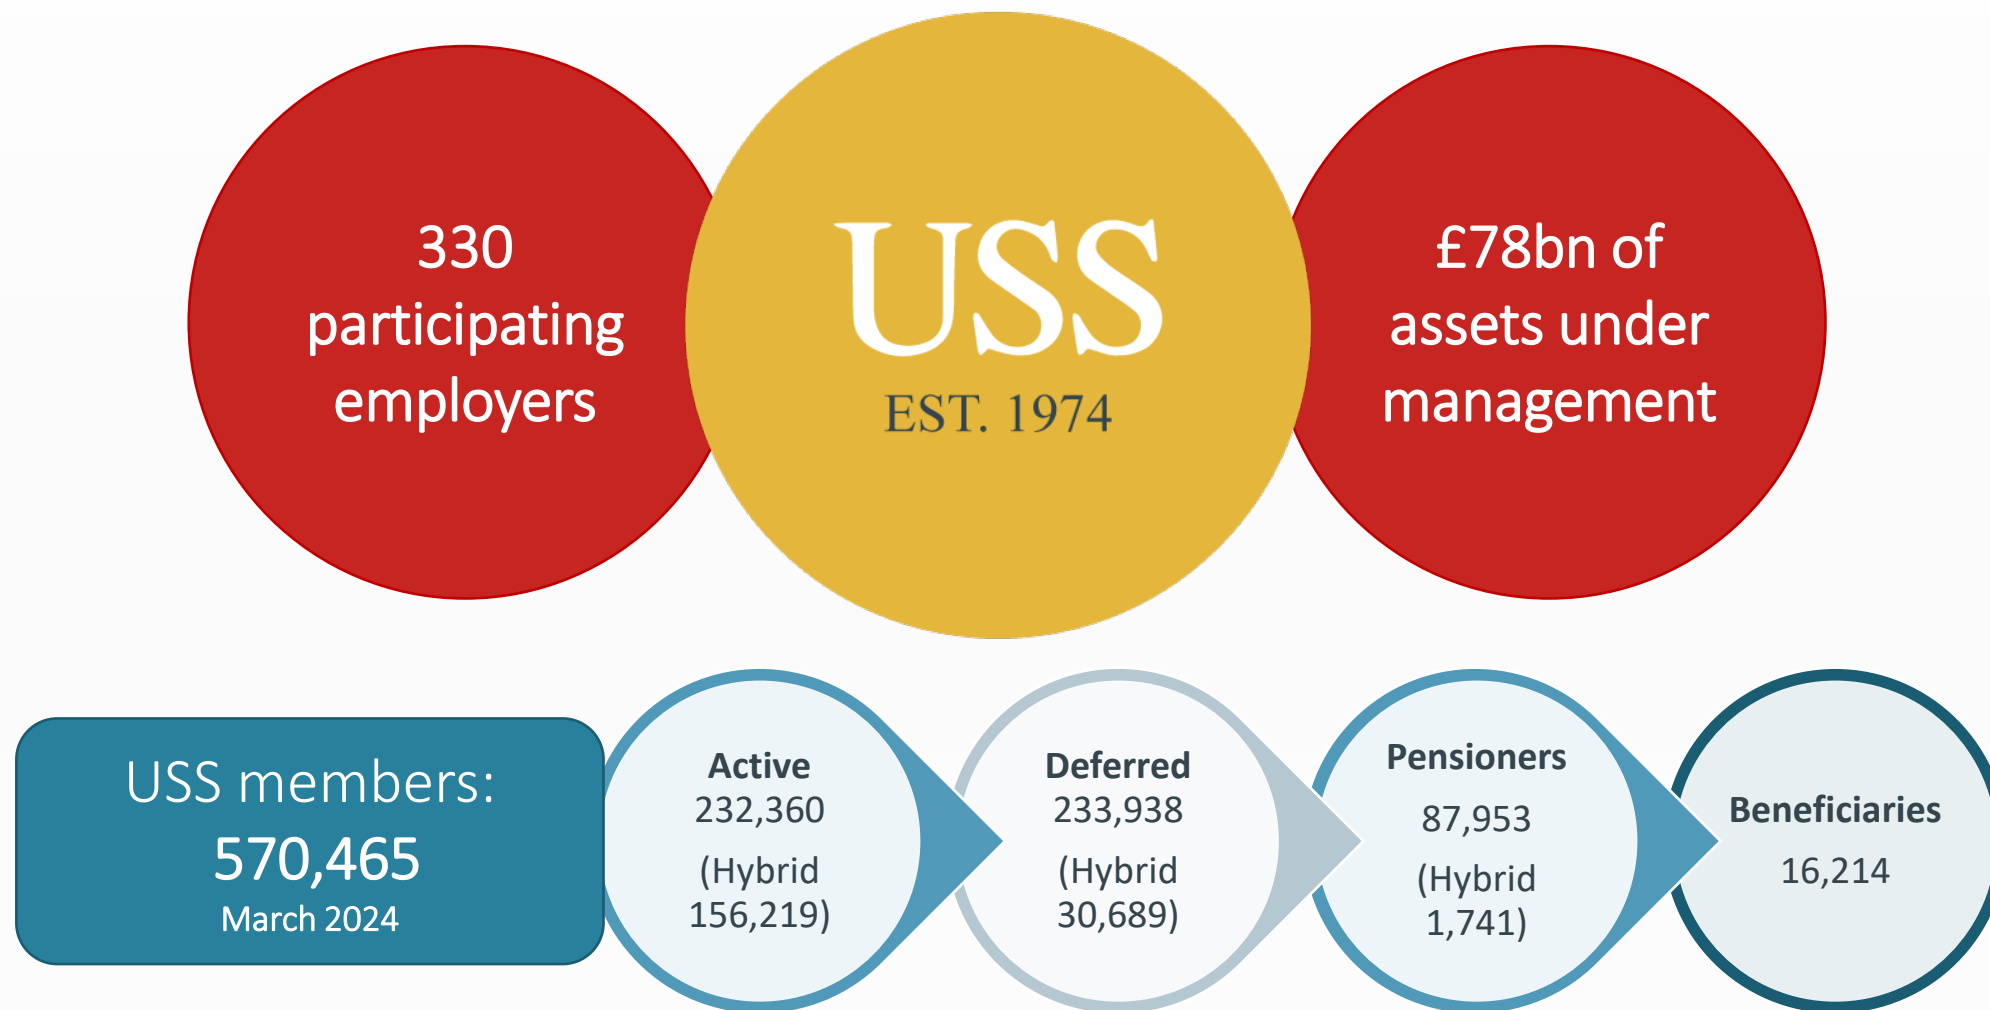 330
participating
employers
USS
EST. 1974
£78bn of
assets under
management
USS members:
570,465
March 2024
Active
232,360
(Hybrid
156,219)
Deferred
233,938
(Hybrid
30,689)
Pensioners
87,953
(Hybrid
1,741)
Beneficiaries
16,214